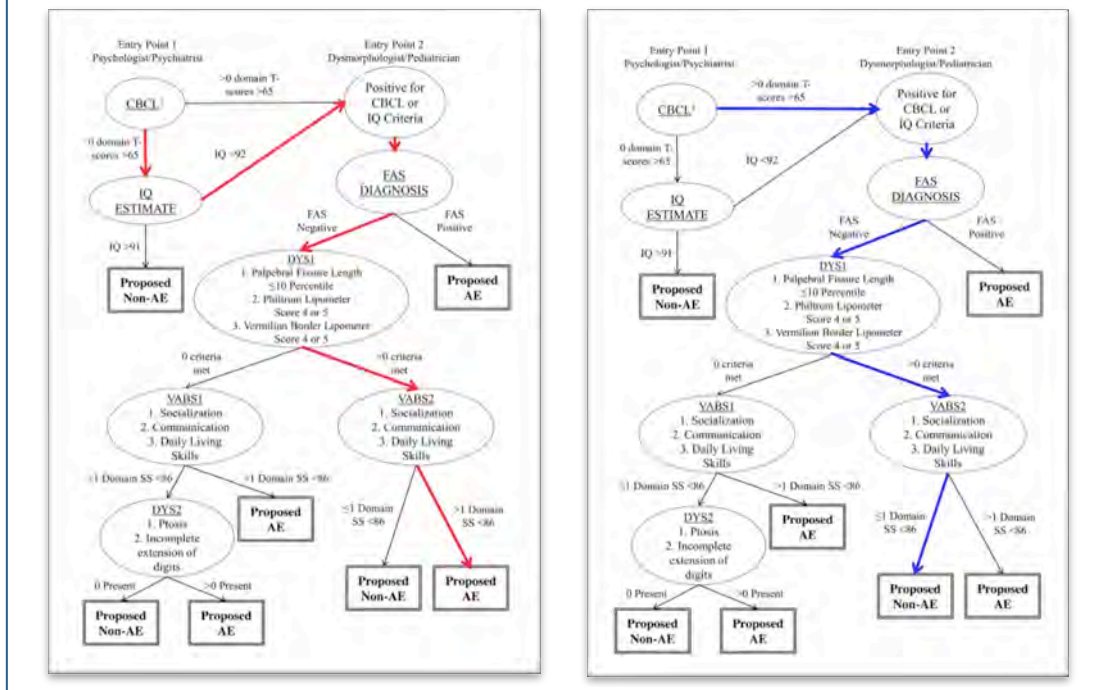 Entry Point 1
Psychologist/Psychiatrist
Entry Point 2
Dysmorphologist/Pediatrician
>0 domain T-
scores >65
CBCL¹
Positive for
CBCL or
IQ Criteria
0 domain T-
scores >65
IQ <92
IQ
ESTIMATE
FAS
DIAGNOSIS
IQ >91
FAS
Negative
FAS
Positive
Proposed
Non-AE
DYS1
1. Palpebral Fissure Length
≤10 Percentile
2. Philtrum Lipometer
Score 4 or 5
3. Vermilion Border Lipometer
Score 4 or 5
Proposed
AE
0 criteria
met
>0 criteria
met
VABS1
1. Socialization
2. Communication
3. Daily Living
Skills
VABS2
1. Socialization
2. Communication
3. Daily Living
Skills
≤1 Domain SS <86
>1 Domain SS <86
DYS2
1. Ptosis
2. Incomplete
extension of
digits
Proposed
AE
≤1 Domain
SS <86
>1 Domain
SS <86
0 Present
>0 Present
Proposed
Non-AE
Proposed
AE
Proposed
Non-AE
Proposed
AE
Entry Point 1
Psychologist/Psychiatrist
Entry Point 2
Dysmorphologist/Pediatrician
>0 domain T-
scores >65
CBCL¹
Positive for
CBCL or
IQ Criteria
0 domain T-
scores >65
IQ <92
IQ
ESTIMATE
FAS
DIAGNOSIS
IQ >91
FAS
Negative
FAS
Positive
Proposed
Non-AE
DYS1
1. Palpebral Fissure Length
≤10 Percentile
2. Philtrum Lipometer
Score 4 or 5
3. Vermilion Border Lipometer
Score 4 or 5
Proposed
AE
0 criteria
met
>0 criteria
met
VABS1
1. Socialization
2. Communication
3. Daily Living
Skills
VABS2
1. Socialization
2. Communication
3. Daily Living
Skills
≤1 Domain SS <86
>1 Domain SS <86
DYS2
1. Ptosis
2. Incomplete
extension of
digits
Proposed
AE
≤1 Domain
SS <86
>1 Domain
SS <86
0 Present
>0 Present
Proposed
Non-AE
Proposed
AE
Proposed
Non-AE
Proposed
AE